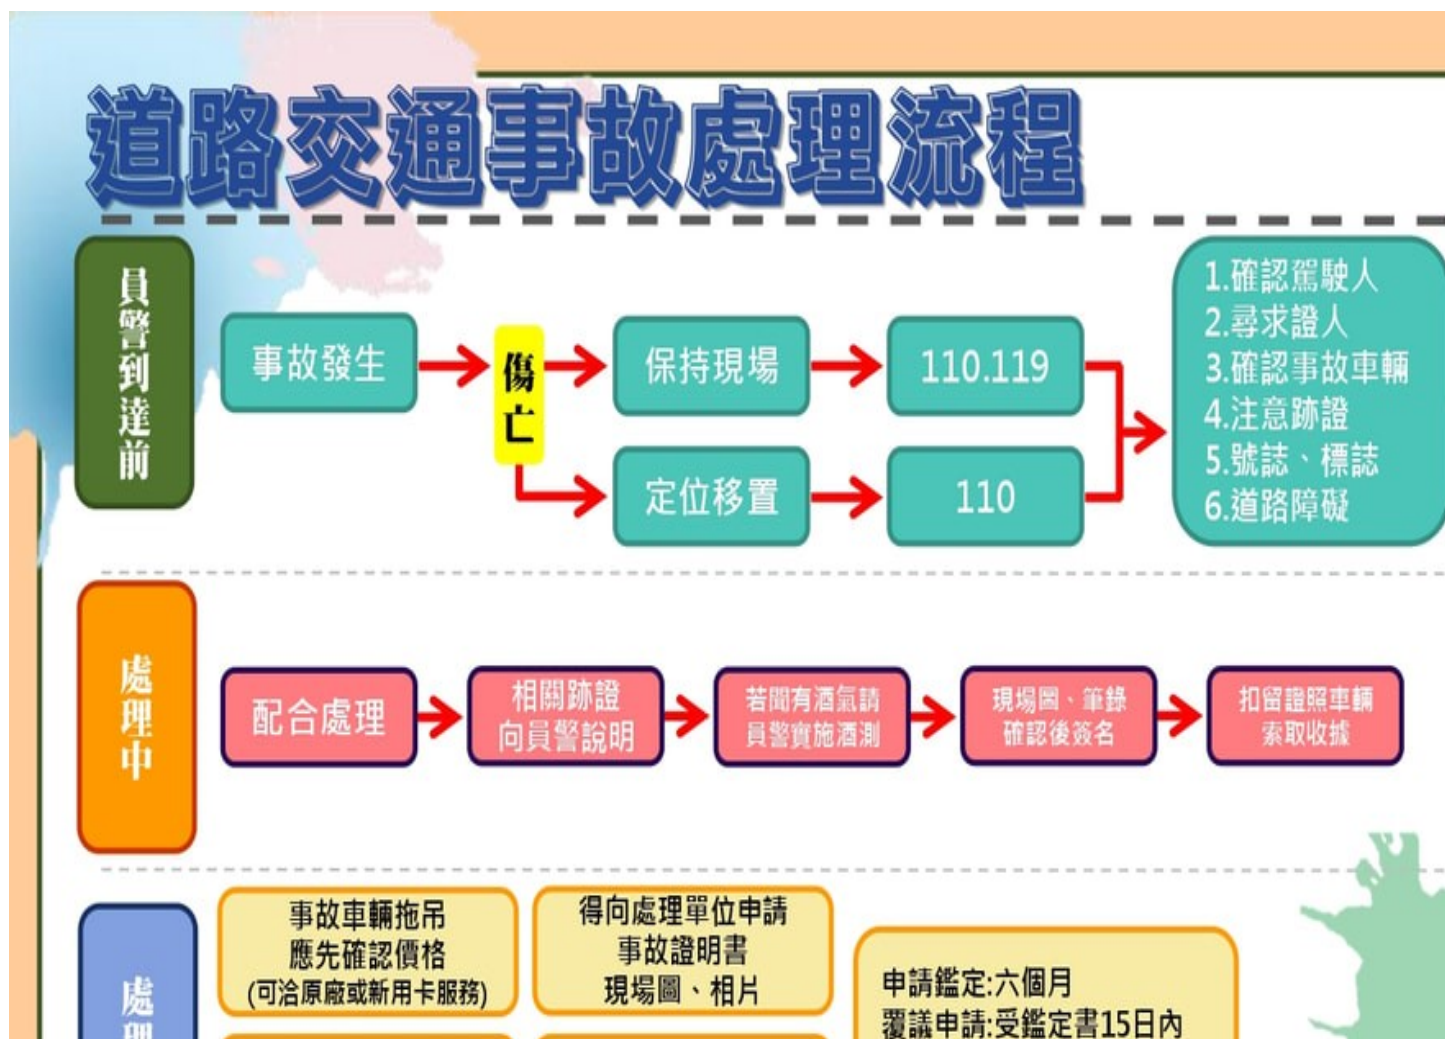 道路交通事故處理流程
員警到達前
事故發生
傷亡
保持現場
110.119
定位移置
110
1.確認駕駛人
2.尋求證人
3.確認事故車輛
4.注意跡證
5.號誌、標誌
6.道路障礙
處理中
配合處理
相關跡證
向員警說明
若聞有酒氣請
員警實施酒測
現場圖、筆錄
確認後簽名
扣留證照車輛
索取收據
處理
事故車輛拖吊
應先確認價格
(可洽原廠或新用卡服務)
得向處理單位申請
事故證明書
現場圖、相片
申請鑑定:六個月
覆議申請:受鑑定書15日內